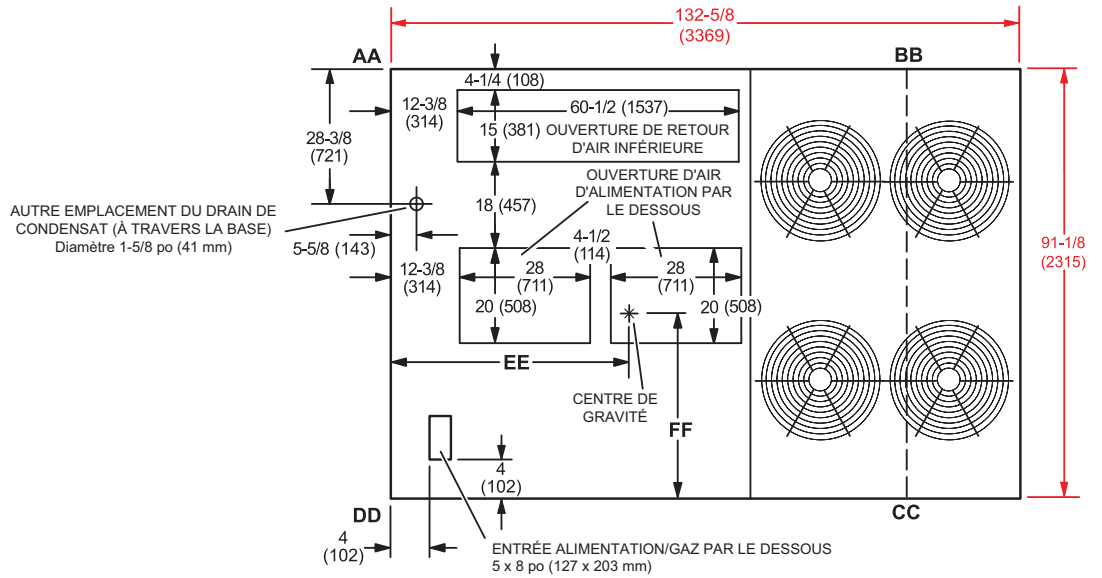 132-5/8
(3369)
AA
BB
4-1/4 (108)
12-3/8
(314)
60-1/2 (1537)
15 (381)
OUVERTURE DE RETOUR
D'AIR INFÉRIEURE
28-3/8
(721)
OUVERTURE D'AIR
D'ALIMENTATION PAR
LE DESSOUS
18 (457)
AUTRE EMPLACEMENT DU DRAIN DE
CONDENSAT (À TRAVERS LA BASE)
Diamètre 1-5/8 po (41 mm)
5-5/8 (143)
4-1/2
(114)
91-1/8
(2315)
12-3/8
(314)
28
(711)
28
(711)
20 (508)
20 (508)
EE
CENTRE DE
GRAVITÉ
FF
4
(102)
DD
CC
4
(102)
ENTRÉE ALIMENTATION/GAZ PAR LE DESSOUS
5 x 8 po (127 x 203 mm)